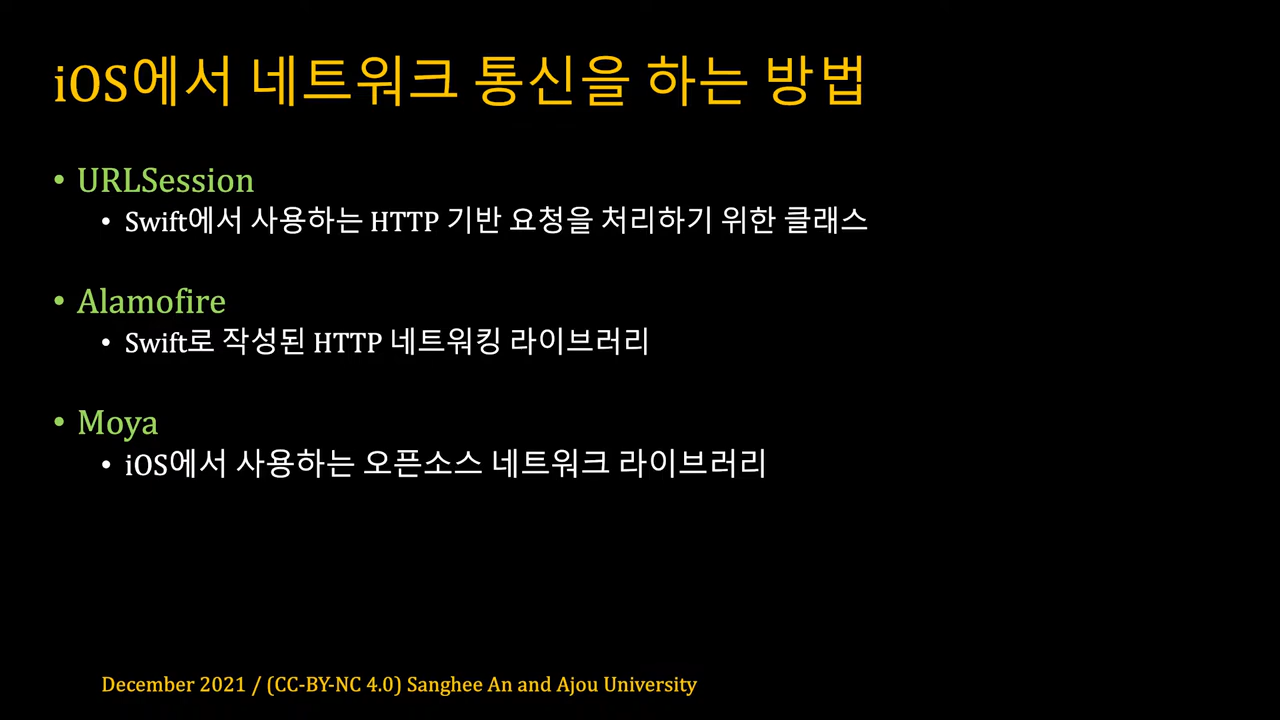 iOS에서 네트워크 통신을 하는 방법
• URLSession
• Swift에서 사용하는 HTTP 기반 요청을 처리하기 위한 클래스
• Alamofire
• Swift로 작성된 HTTP 네트워킹 라이브러리
• Moya
• iOS에서 사용하는 오픈소스 네트워크 라이브러리
December 2021 / (CC-BY-NC 4.0) Sanghee An and Ajou University